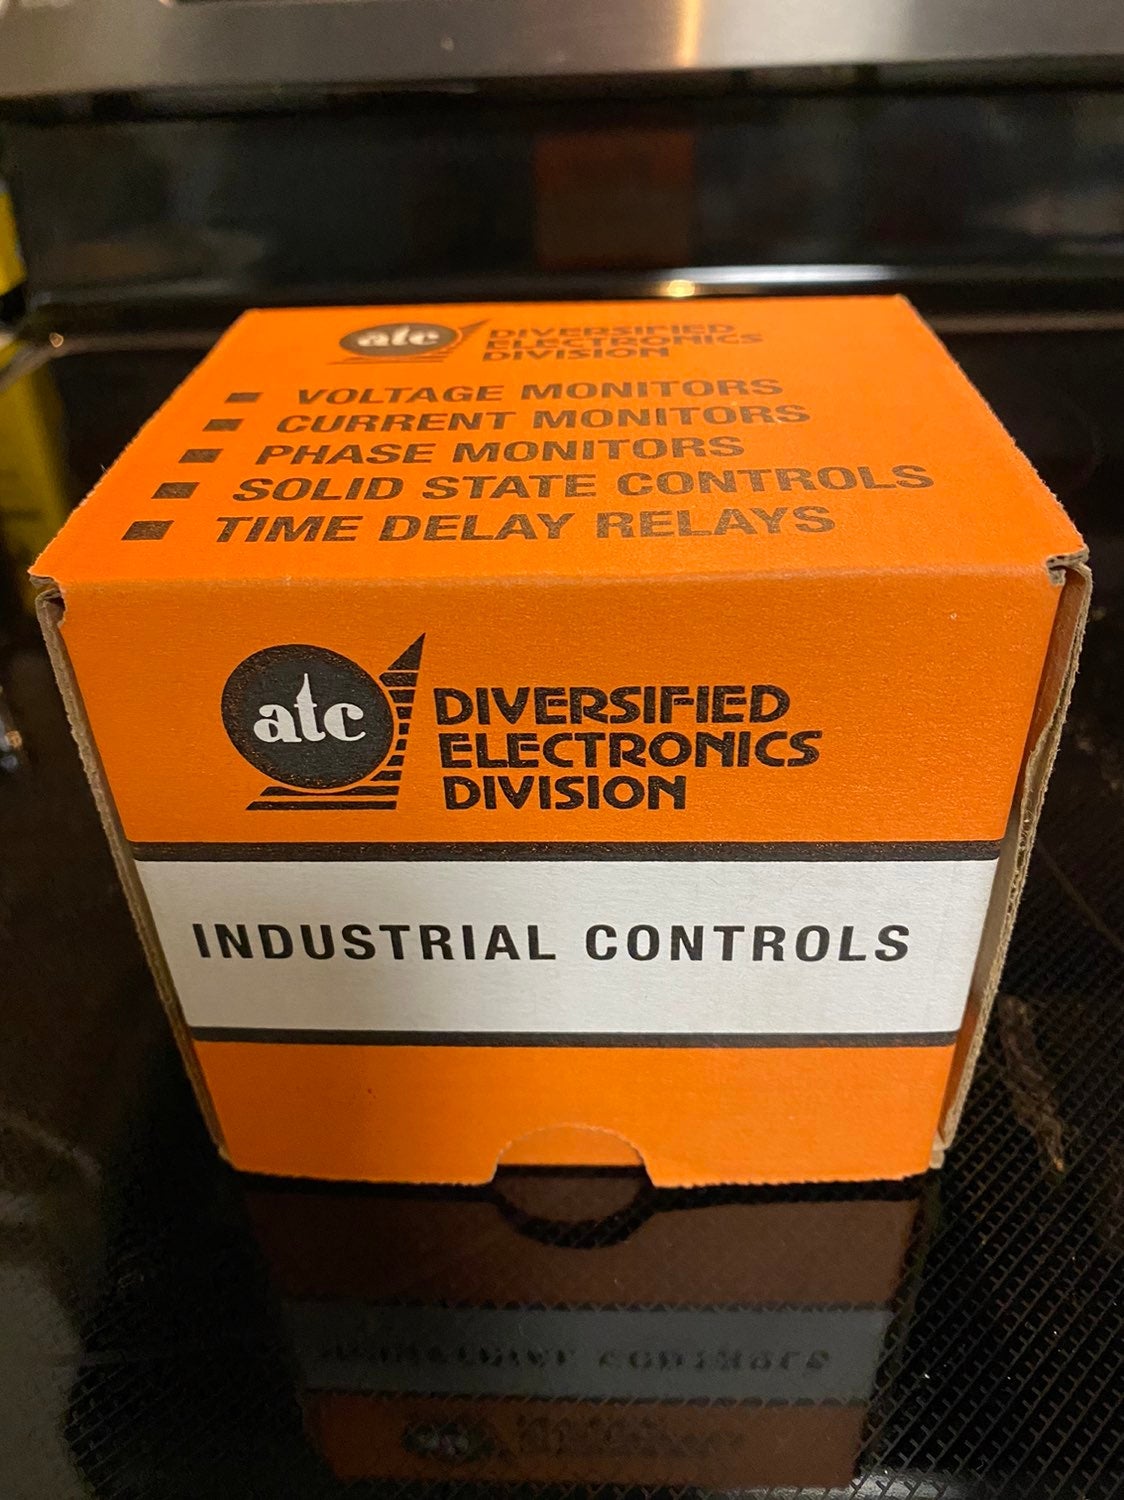 atc DIVERSIFIED
ELECTRONICS
DIVISION
VOLTAGE MONITORS
CURRENT MONITORS
PHASE MONITORS
SOLID STATE CONTROLS
TIME DELAY RELAYS
atc DIVERSIFIED
ELECTRONICS
DIVISION
INDUSTRIAL CONTROLS